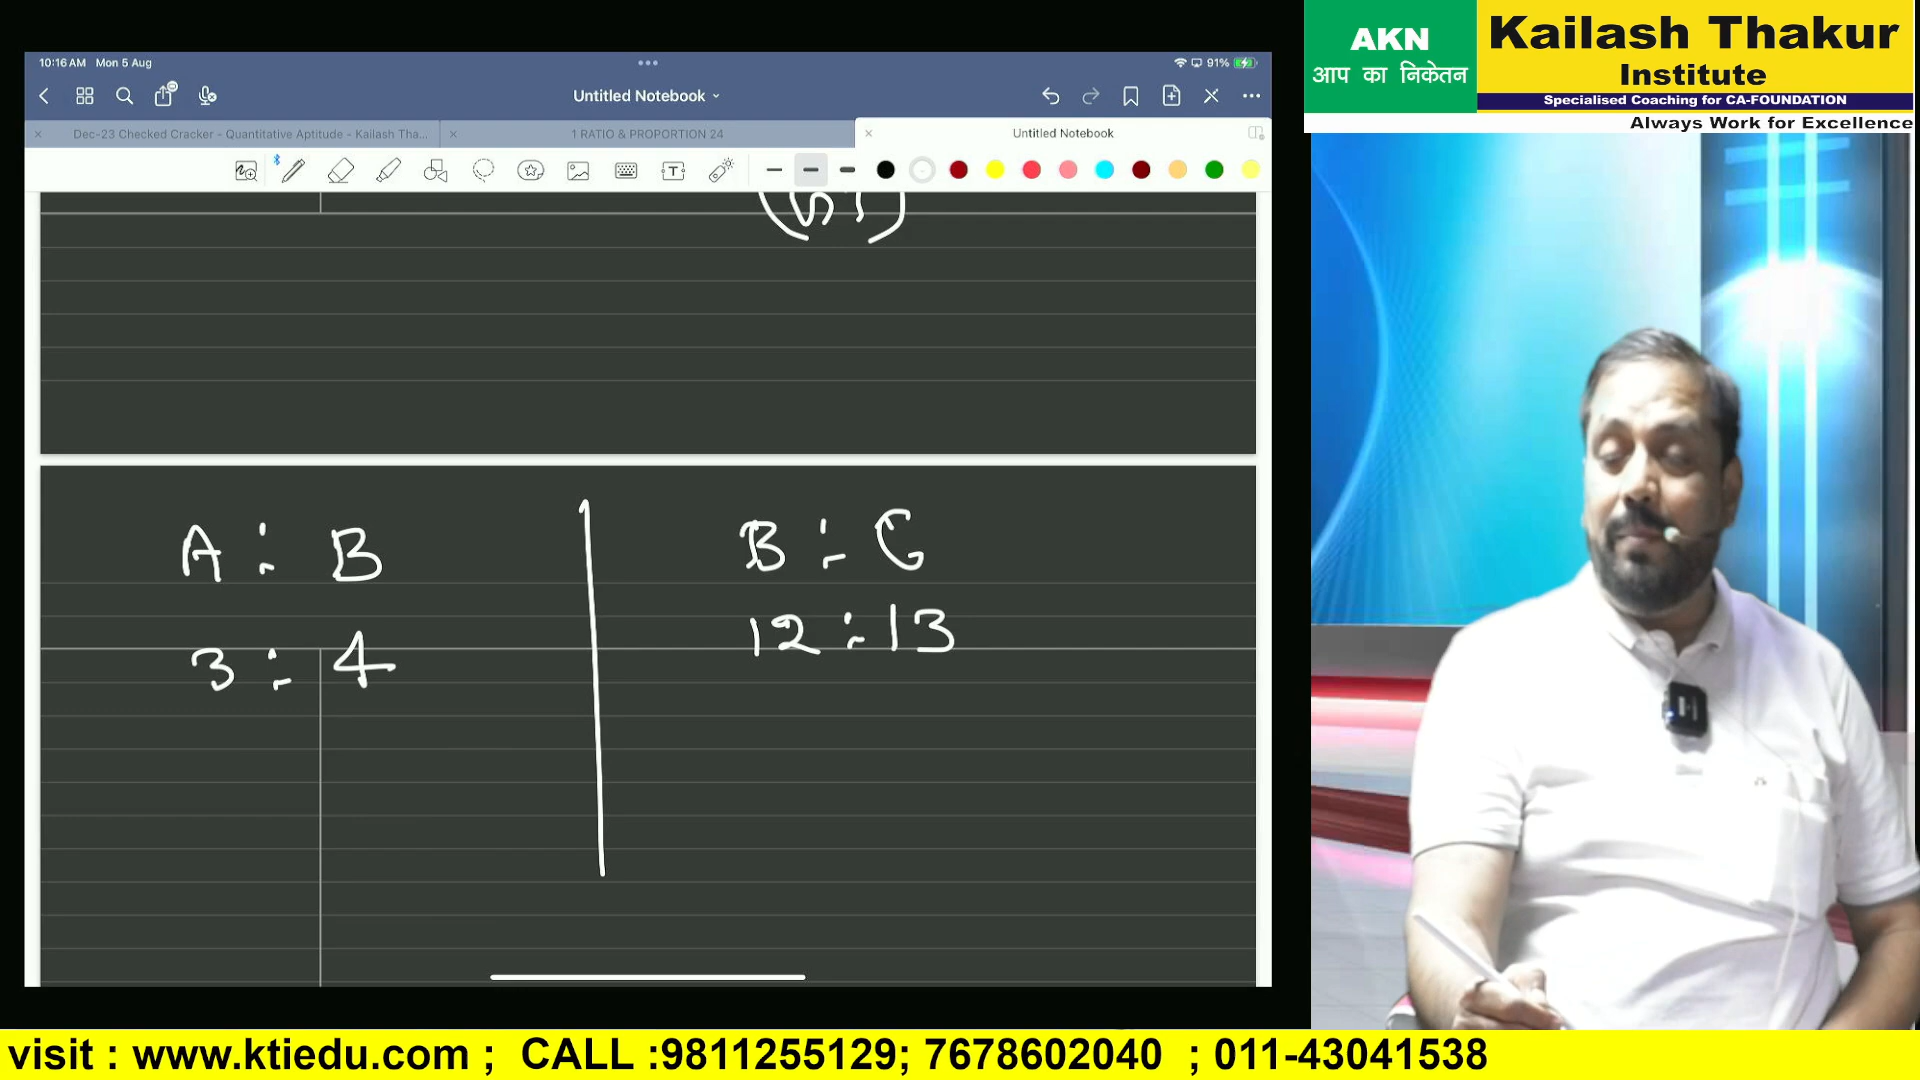 10:16 AM Mon 5 Aug
91%
Untitled Notebook
Dec-23 Checked Cracker - Quantitative Aptitude - Kailash Tha...
1 RATIO & PROPORTION 24
Untitled Notebook
A : B
3 : 4
B : C
12 : 13
AKN
आप का निकेतन
Kailash Thakur
Institute
Specialised Coaching for CA-FOUNDATION
Always Work for Excellence
visit : www.ktiedu.com ; CALL :9811255129; 7678602040 ; 011-43041538